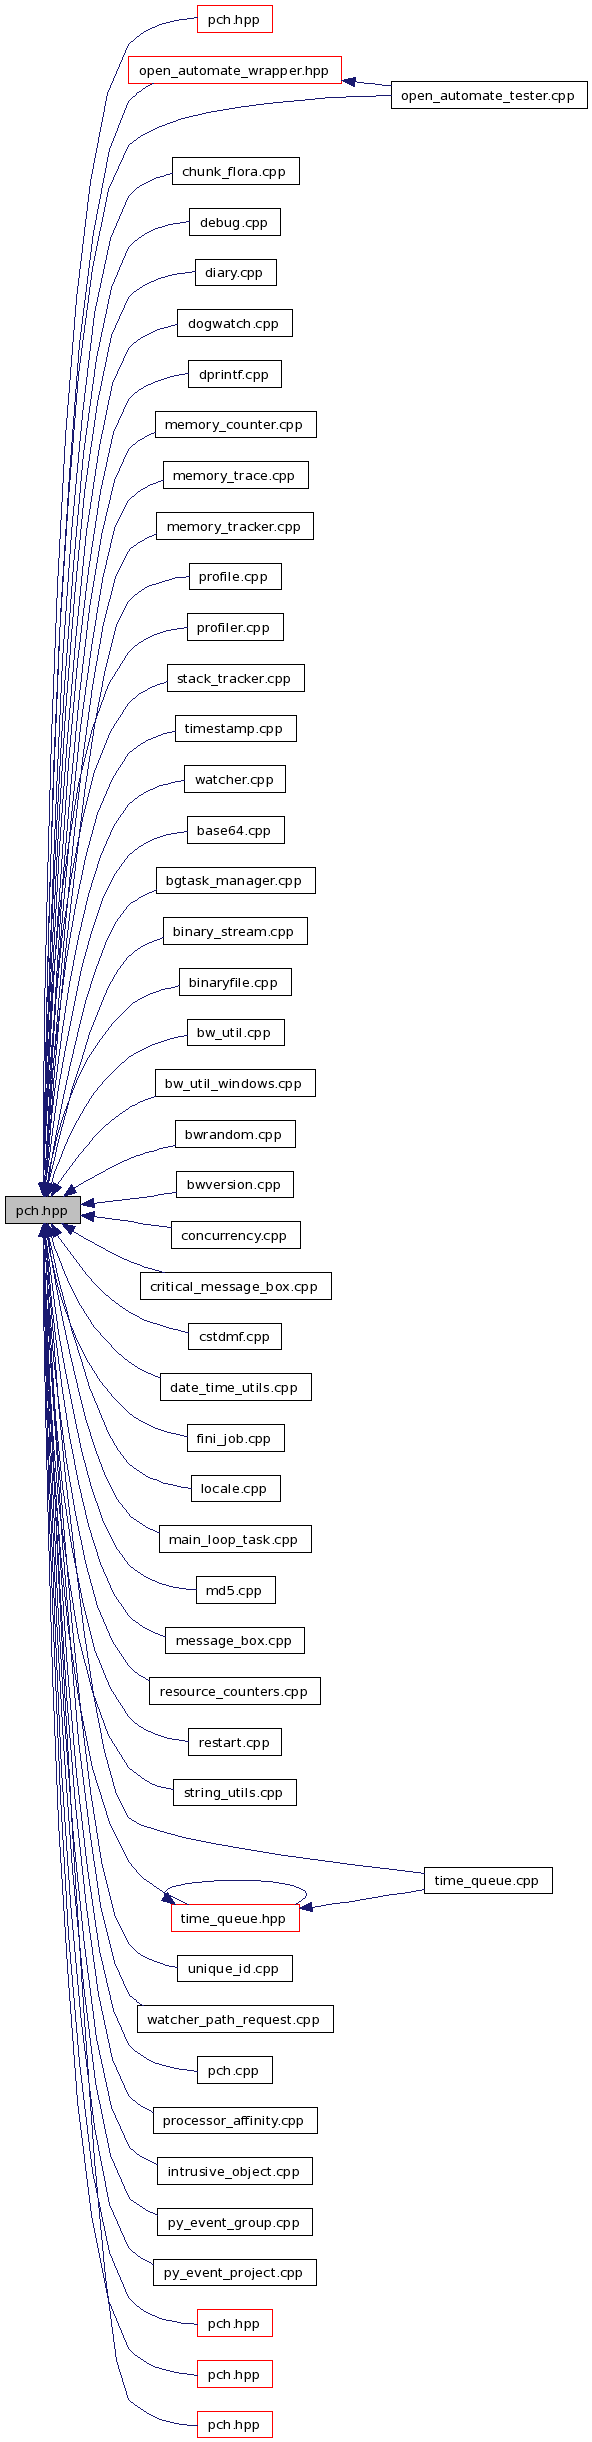 pch.hpp
open_automate_wrapper.hpp
open_automate_tester.cpp
chunk_flora.cpp
debug.cpp
diary.cpp
dogwatch.cpp
dprintf.cpp
memory_counter.cpp
memory_trace.cpp
memory_tracker.cpp
profile.cpp
profiler.cpp
stack_tracker.cpp
timestamp.cpp
watcher.cpp
base64.cpp
bgtask_manager.cpp
binary_stream.cpp
binaryfile.cpp
bw_util.cpp
bw_util_windows.cpp
bwrandom.cpp
bwversion.cpp
pch.hpp
concurrency.cpp
critical_message_box.cpp
cstdmf.cpp
date_time_utils.cpp
fini_job.cpp
locale.cpp
main_loop_task.cpp
md5.cpp
message_box.cpp
resource_counters.cpp
restart.cpp
string_utils.cpp
time_queue.cpp
time_queue.hpp
unique_id.cpp
watcher_path_request.cpp
pch.cpp
processor_affinity.cpp
intrusive_object.cpp
py_event_group.cpp
py_event_project.cpp
pch.hpp
pch.hpp
pch.hpp